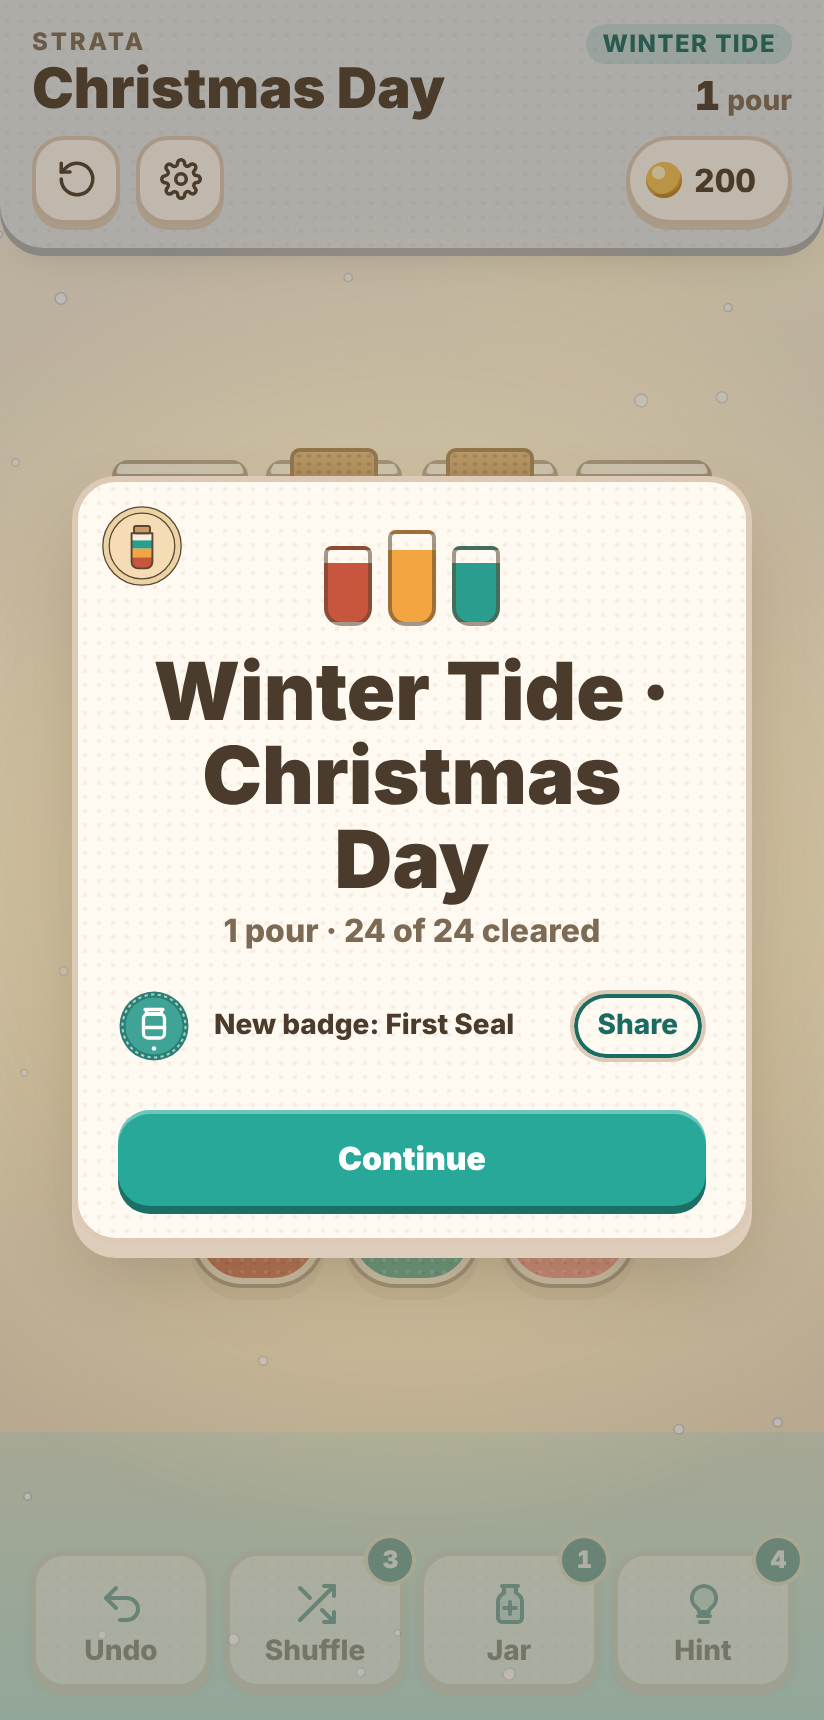 STRATA
WINTER TIDE
Christmas Day
1 pour
200
Winter Tide ·
Christmas
Day
1 pour · 24 of 24 cleared
New badge: First Seal
Share
Continue
3
1
4
Undo
Shuffle
Jar
Hint